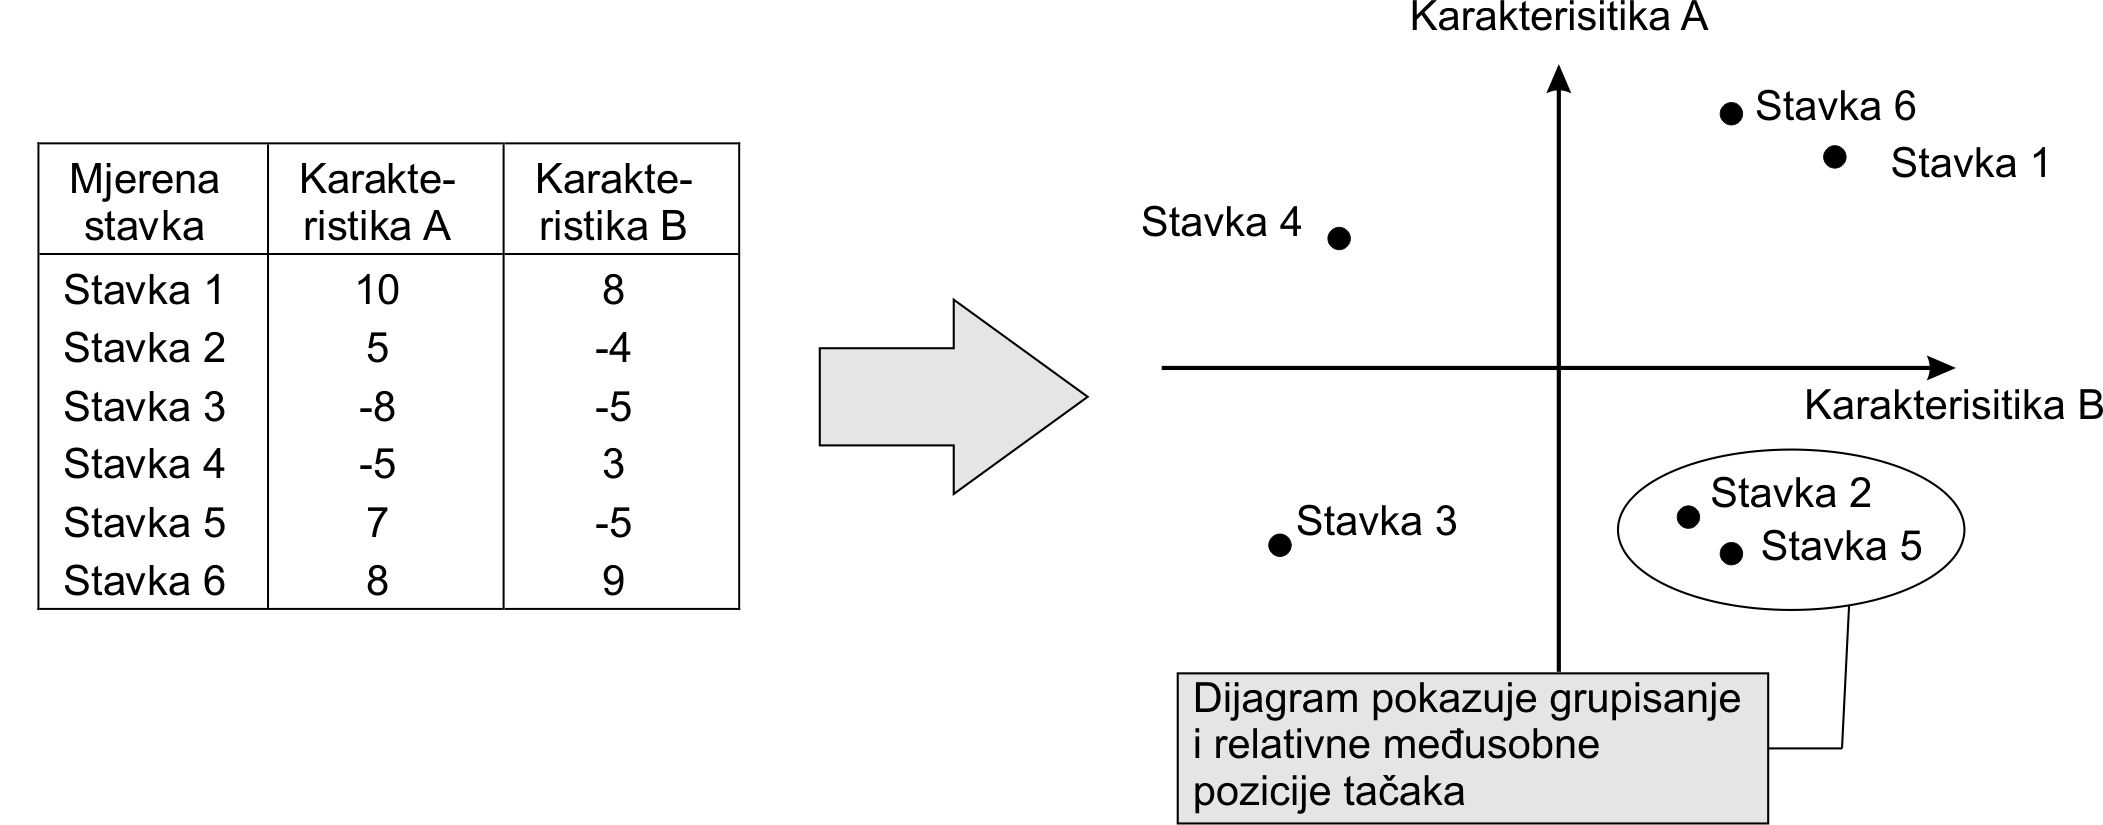 Mjerena stavka Karakte- ristika A Karakte- ristika B
Stavka 1 10 8
Stavka 2 5 -4
Stavka 3 -8 -5
Stavka 4 -5 3
Stavka 5 7 -5
Stavka 6 8 9
Karakterisitika A
Stavka 6
Stavka 1
Stavka 4
Karakterisitika B
Stavka 2
Stavka 3
Stavka 5
Dijagram pokazuje grupisanje
i relativne međusobne
pozicije tačaka